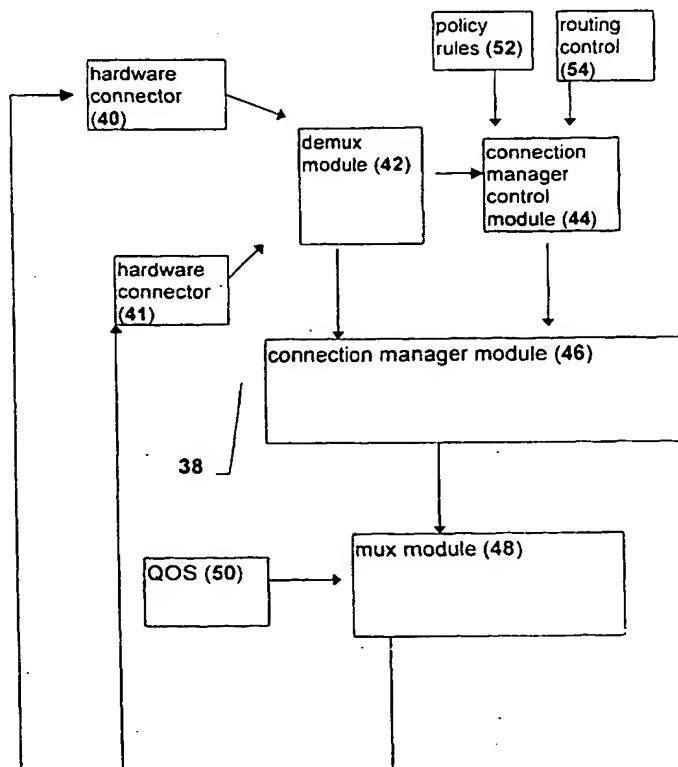 policy
rules (52)
routing
control
(54)
hardware
connector
(40)
demux
module (42)
connection
manager
control
module (44)
hardware
connector
(41)
connection manager module (46)
38
QOS (50)
mux module (48)